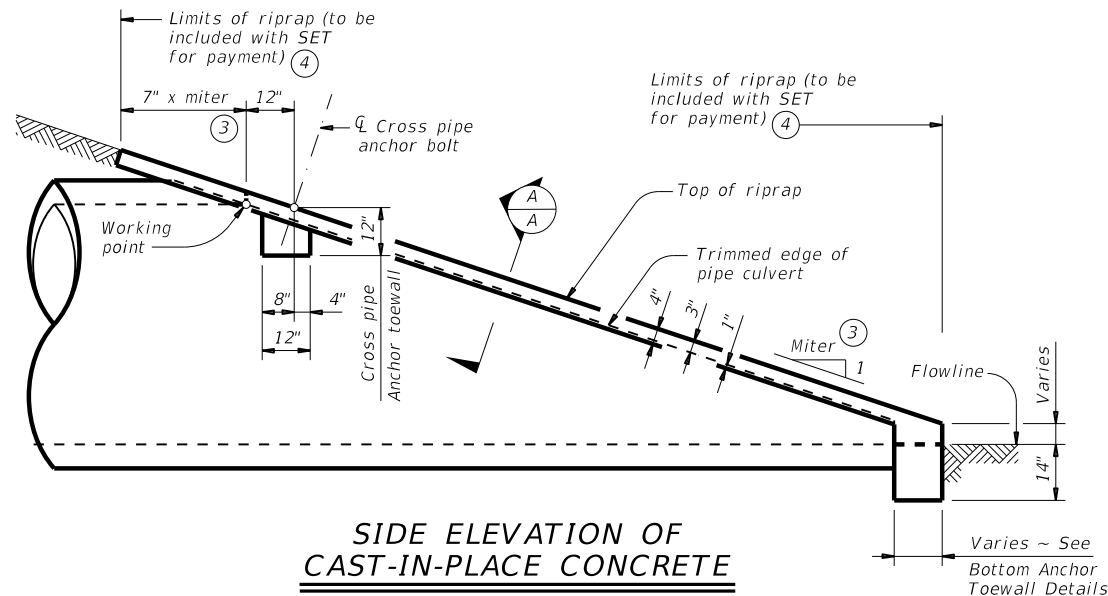 Limits of riprap (to be
included with SET
for payment) 4
7" x miter
12"
3
℄ Cross pipe
anchor bolt
Limits of riprap (to be
included with SET
for payment) 4
A
A
Top of riprap
Working
point
12"
Trimmed edge of
pipe culvert
8"
4"
12"
Cross pipe
Anchor toewall
4"
3"
1"
3
Miter
1
Flowline
Varies
14"
SIDE ELEVATION OF
CAST-IN-PLACE CONCRETE
Varies ~ See
Bottom Anchor
Toewall Details